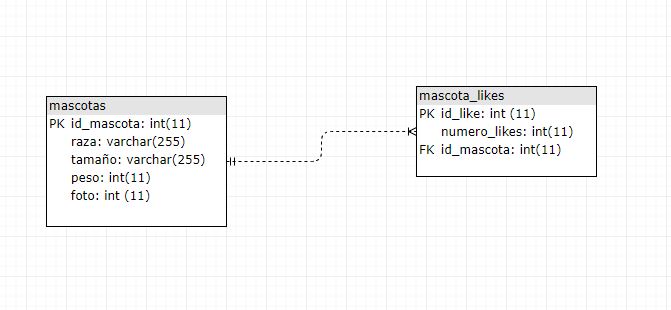 mascotas
PK id_mascota: int(11)
raza: varchar(255)
tamaño: varchar(255)
peso: int(11)
foto: int (11)
mascota_likes
PK id_like: int (11)
numero_likes: int(11)
FK id_mascota: int(11)